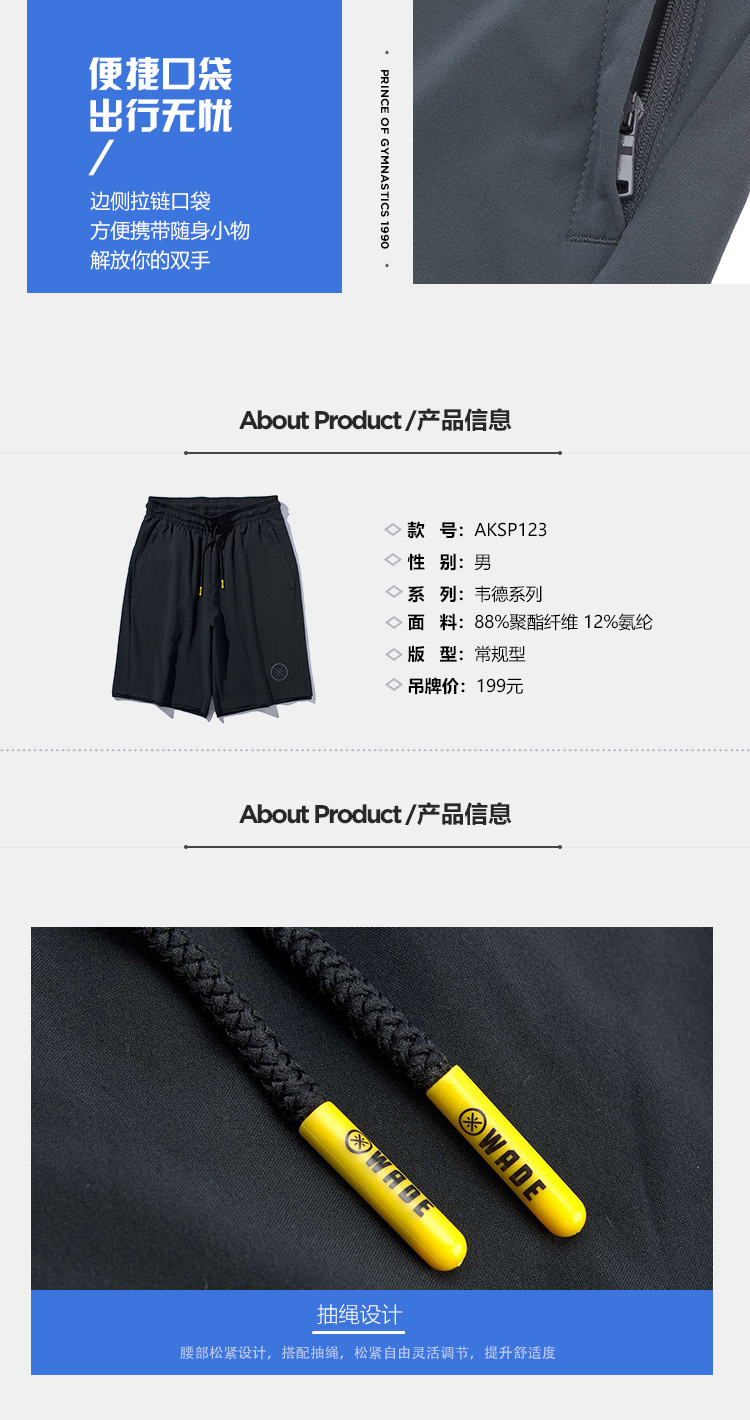 便捷口袋
出行无忧
/
边侧拉链口袋
方便携带随身小物
解放你的双手
PRINCE OF GYMNASTICS 1990
About Product /产品信息
款 号：AKSP123
性 别：男
系 列：韦德系列
面 料：88%聚酯纤维 12%氨纶
版 型：常规型
吊牌价：199元
About Product /产品信息
WADE
WADE
抽绳设计
腰部松紧设计，搭配抽绳，松紧自由灵活调节，提升舒适度